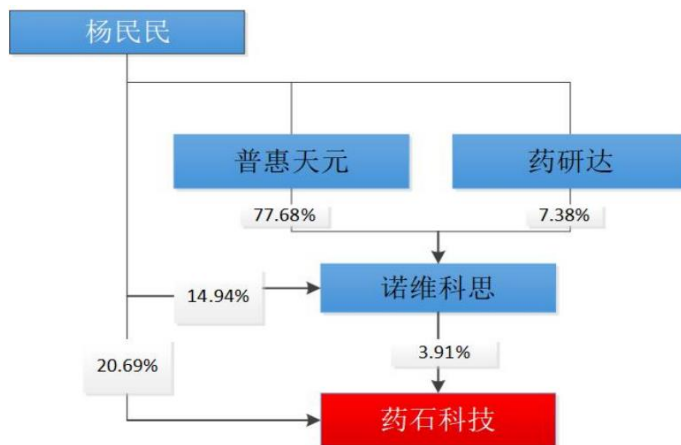 杨民民
普惠天元
药研达
77.68%
7.38%
诺维科思
14.94%
3.91%
20.69%
药石科技